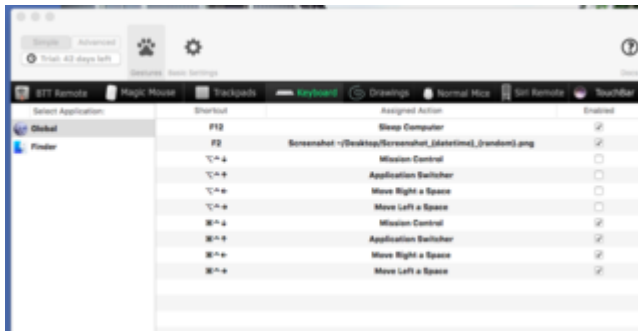 Simple Advanced
Trial: 42 days left
Gestures Basic Settings
BTT Remote Magic Mouse Trackpads Keyboard Drawings Normal Mice Siri Remote TouchBar
Select Application: Shortcut Assigned Action Enabled
Global F12 Sleep Computer
Finder F2 Screenshot ~/Desktop/Screenshot_{datetime}_{random}.png
⌥^↓ Mission Control
⌥^↑ Application Switcher
⌥^← Move Right a Space
⌥^→ Move Left a Space
⌘^↓ Mission Control
⌘^↑ Application Switcher
⌘^← Move Right a Space
⌘^→ Move Left a Space